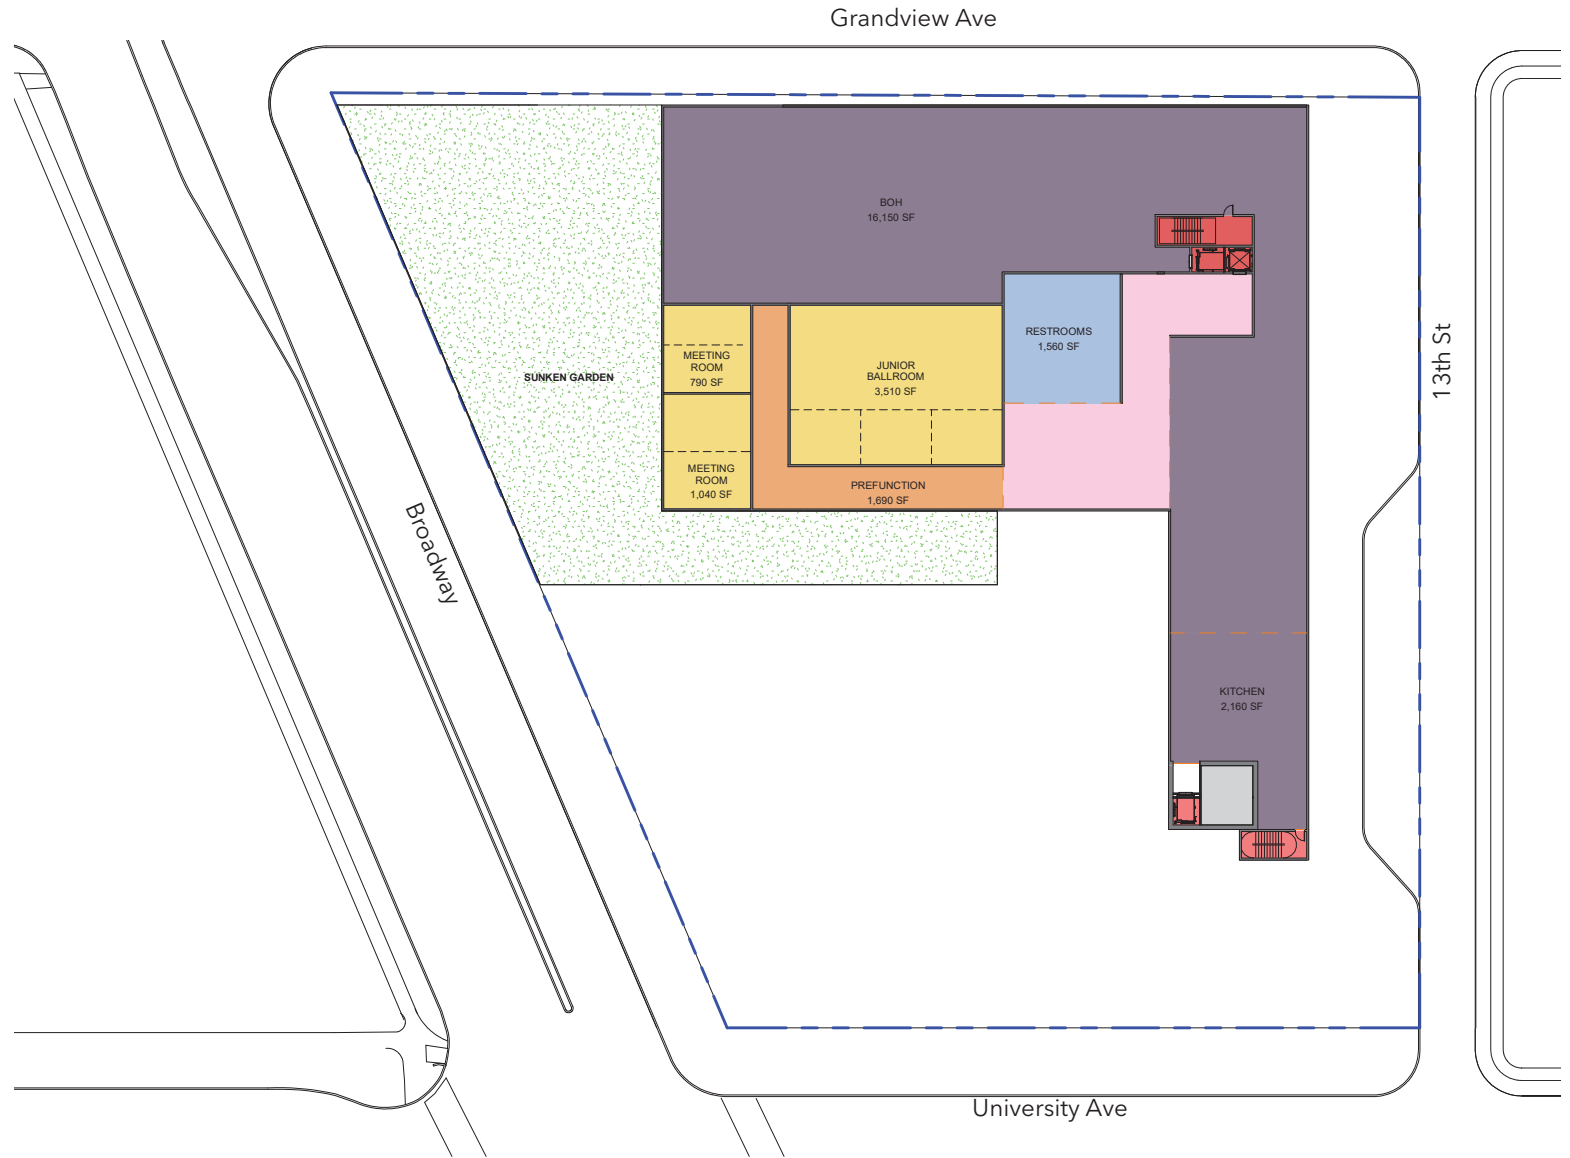 Grandview Ave
BOH
16,150 SF
RESTROOMS
1,560 SF
13th St
MEETING
ROOM
790 SF
JUNIOR
BALLROOM
3,510 SF
SUNKEN GARDEN
MEETING
ROOM
1,040 SF
PREFUNCTION
1,690 SF
Broadway
KITCHEN
2,160 SF
University Ave